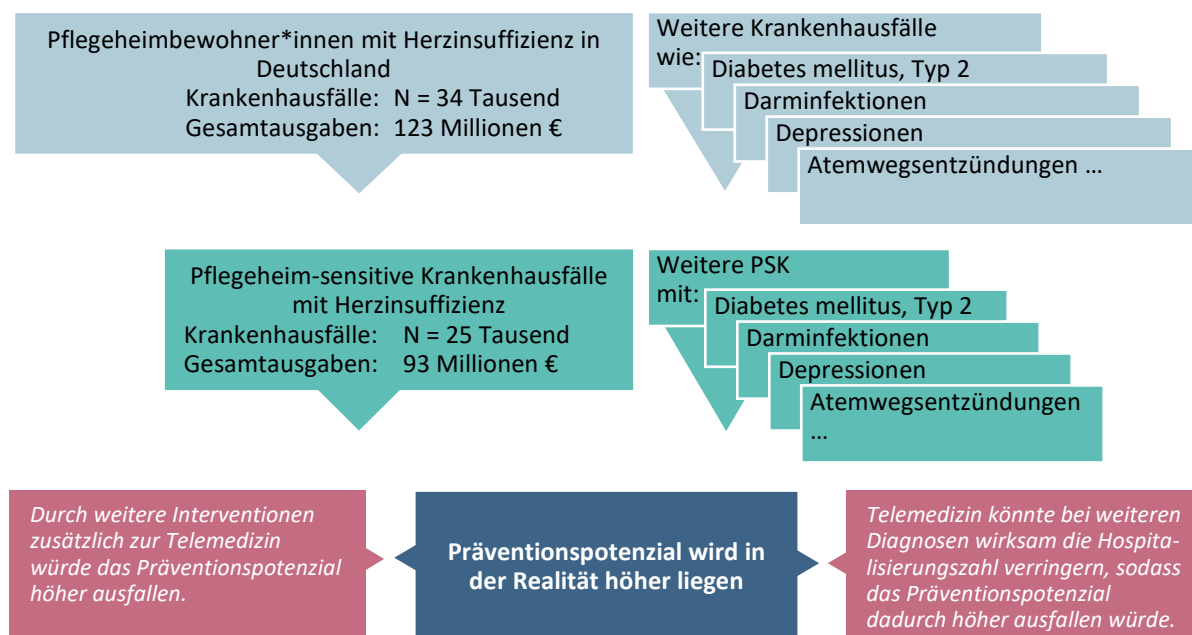 Pflegeheimbewohner*innen mit Herzinsuffizienz in
Deutschland
Krankenhausfälle: N = 34 Tausend
Gesamtausgaben: 123 Millionen €
Weitere Krankenhausfälle
wie:
Diabetes mellitus, Typ 2
Darminfektionen
Depressionen
Atemwegsentzündungen ...
Pflegeheim-sensitive Krankenhausfälle
mit Herzinsuffizienz
Krankenhausfälle: N = 25 Tausend
Gesamtausgaben: 93 Millionen €
Weitere PSK
mit:
Diabetes mellitus, Typ 2
Darminfektionen
Depressionen
Atemwegsentzündungen
...
Durch weitere Interventionen
zusätzlich zur Telemedizin
würde das Präventionspotenzial
höher ausfallen.
Präventionspotenzial wird in
der Realität höher liegen
Telemedizin könnte bei weiteren
Diagnosen wirksam die Hospita-
lisierungszahl verringern, sodass
das Präventionspotenzial
dadurch höher ausfallen würde.